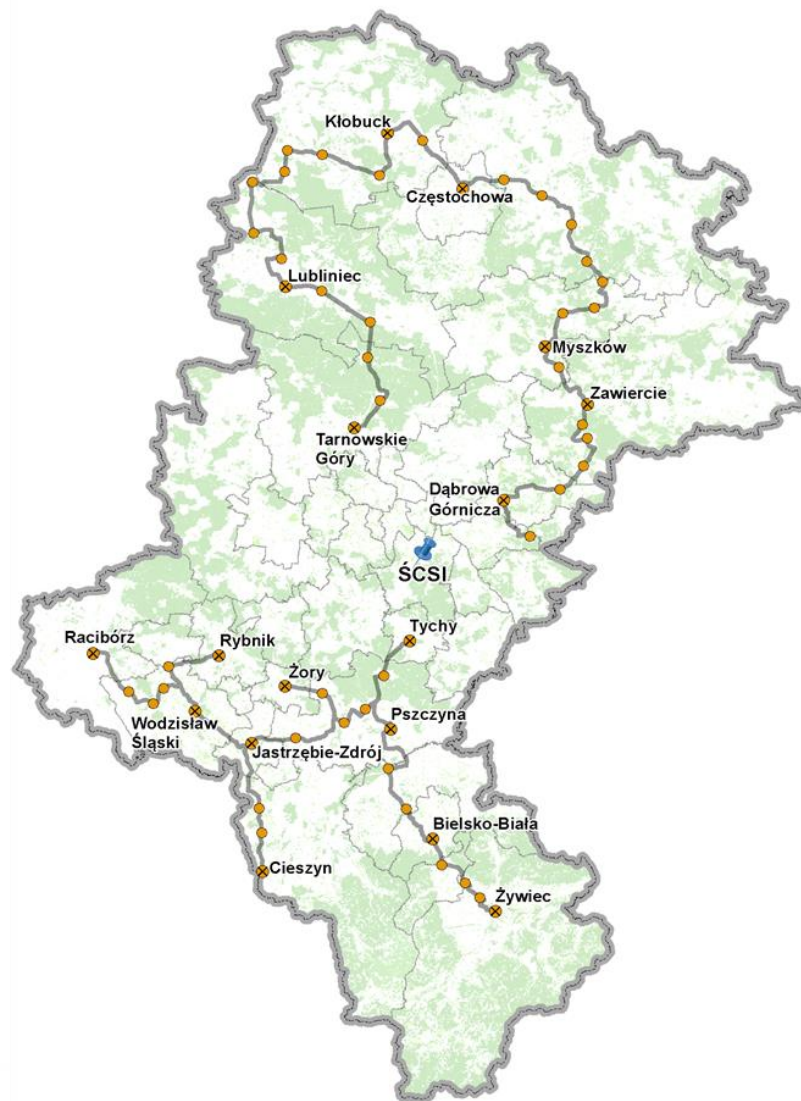 Kłobuck
Częstochowa
Lubliniec
Myszków
Zawiercie
Tarnowskie
Góry
Dąbrowa
Górnicza
ŚCSI
Tychy
Racibórz
Rybnik
Żory
Wodzisław
Śląski
Pszczyna
Jastrzębie-Zdrój
Bielsko-Biała
Cieszyn
Żywiec